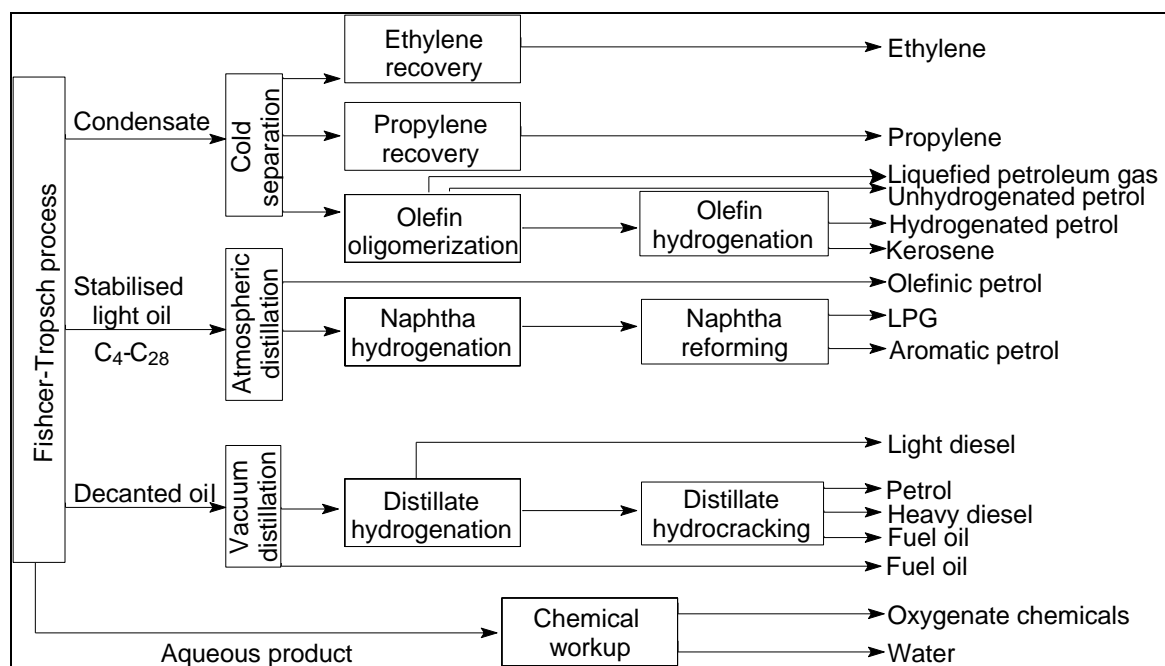 Fishcer-Tropsch process
Condensate
Cold
separation
Ethylene
recovery
Ethylene
Propylene
recovery
Propylene
Olefin
oligomerization
Liquefied petroleum gas
Unhydrogenated petrol
Olefin
hydrogenation
Hydrogenated petrol
Kerosene
Stabilised
light oil
C₄-C₂₈
Atmospheric
distillation
Olefinic petrol
Naphtha
hydrogenation
Naphtha
reforming
LPG
Aromatic petrol
Decanted oil
Vacuum
distillation
Distillate
hydrogenation
Light diesel
Distillate
hydrocracking
Petrol
Heavy diesel
Fuel oil
Fuel oil
Aqueous product
Chemical
workup
Oxygenate chemicals
Water